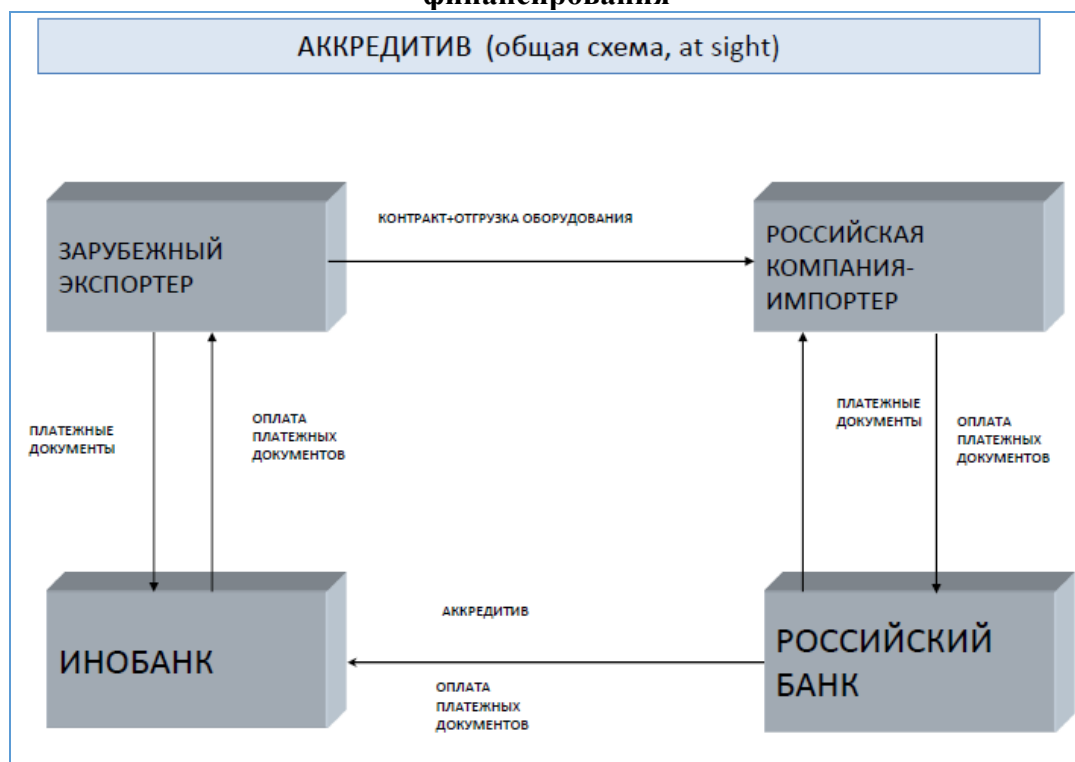 финансирования
АККРЕДИТИВ (общая схема, at sight)
КОНТРАКТ+ОТГРУЗКА ОБОРУДОВАНИЯ
ЗАРУБЕЖНЫЙ
ЭКСПОРТЕР
РОССИЙСКАЯ
КОМПАНИЯ-
ИМПОРТЕР
ПЛАТЕЖНЫЕ
ДОКУМЕНТЫ
ОПЛАТА
ПЛАТЕЖНЫХ
ДОКУМЕНТОВ
ПЛАТЕЖНЫЕ
ДОКУМЕНТЫ
ОПЛАТА
ПЛАТЕЖНЫХ
ДОКУМЕНТОВ
ИНОБАНК
АККРЕДИТИВ
ОПЛАТА
ПЛАТЕЖНЫХ
ДОКУМЕНТОВ
РОССИЙСКИЙ
БАНК